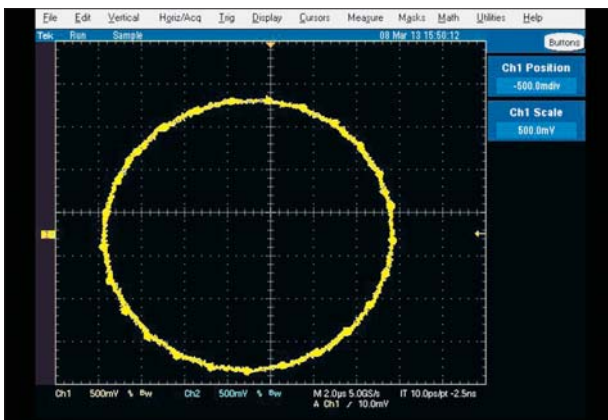 File Edit Vertical Horiz/Acq Trig Display Cursors Measure Masks Math Utilities Help
Tek Run Sample 08 Mar 13 15:50:12
Buttons
Ch1 Position
-500.0mdiv
Ch1 Scale
500.0mV
Ch1 500mV Bw Ch2 500mV Bw M 2.0µs 5.0GS/s IT 10.0ps/pt -2.5ns
A Ch1 / 10.0mV